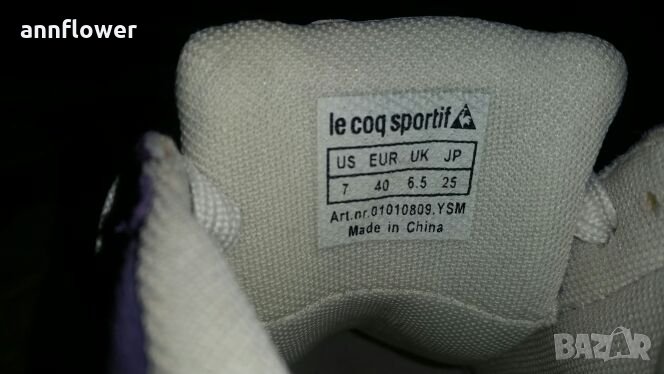 annflower
le coq sportif
US EUR UK JP
7 40 6.5 25
Art.nr.01010809.YSM
Made in China
BAZAR